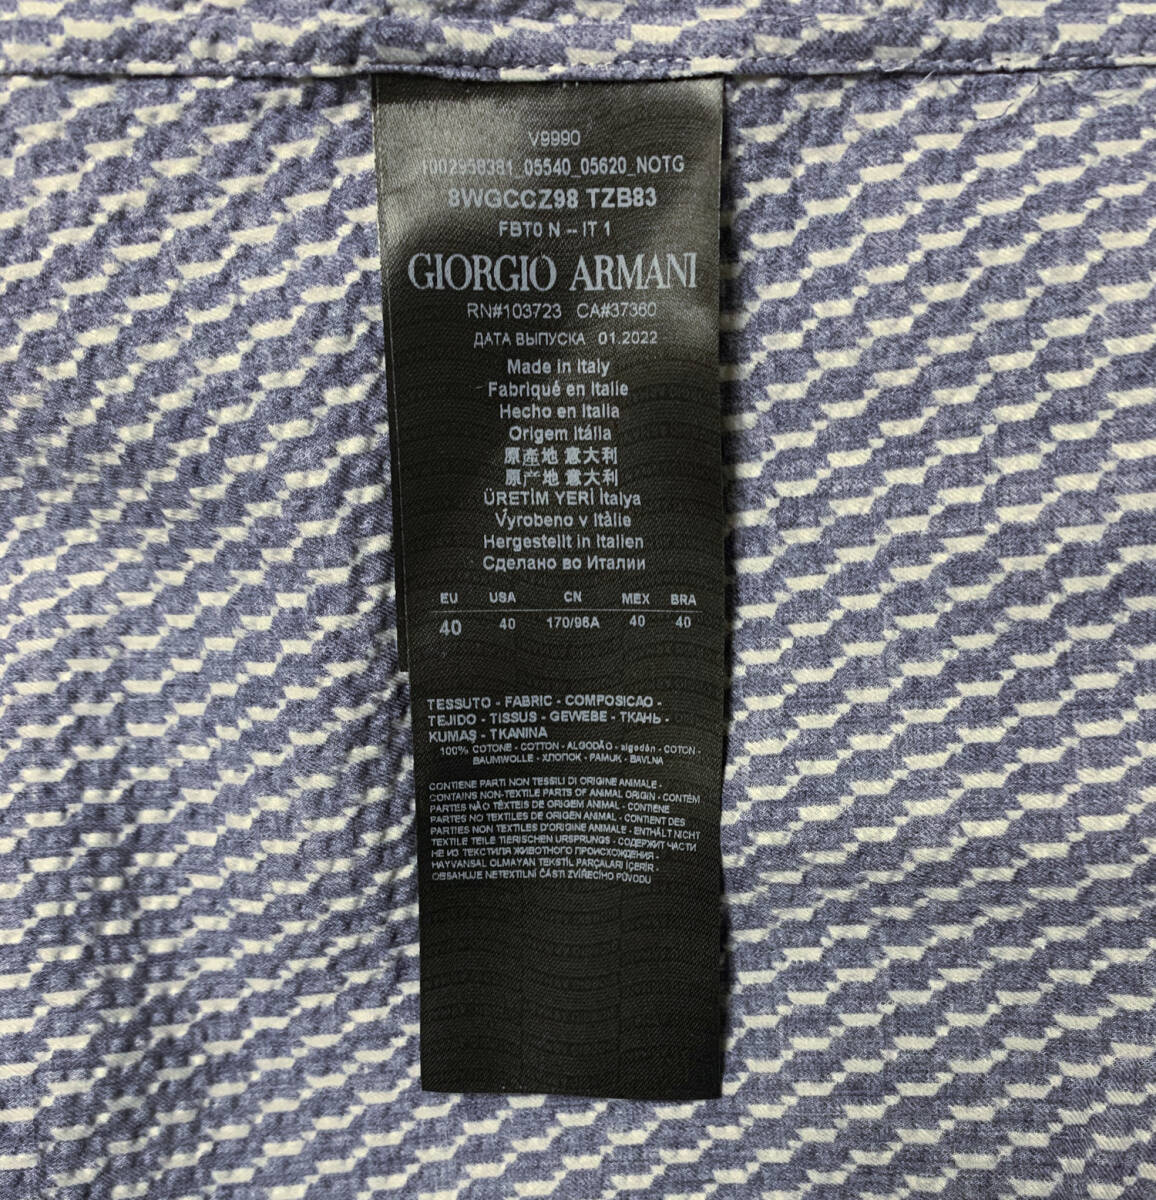 V9990
1002958381_05540_05620_NOTG
8WGCCZ98 TZB83
FBT0 N -- IT 1
GIORGIO ARMANI
RN#103723 CA#37360
ДАТА ВЫПУСКА 01.2022
Made in Italy
Fabriqué en Italie
Hecho en Italia
Origem Itália
原產地 意大利
原产地 意大利
ÜRETİM YERİ İtalya
Vyrobeno v Itàlie
Hergestellt in Italien
Сделано во Италии
EU USA CN MEX BRA
40 40 170/96A 40 40
TESSUTO - FABRIC - COMPOSICAO -
TEJIDO - TISSUS - GEWEBE - ТКАНЬ -
KUMAŞ - TKANINA
100% COTONE - COTTON - ALGODÃO - algodón - COTON -
BAUMWOLLE - ХЛОПОК - PAMUK - BAVLNA
CONTIENE PARTI NON TESSILI DI ORIGINE ANIMALE -
CONTAINS NON-TEXTILE PARTS OF ANIMAL ORIGIN - CONTÉM
PARTES NÃO TÊXTEIS DE ORIGEM ANIMAL - CONTIENE
PARTES NO TEXTILES DE ORIGEN ANIMAL - CONTIENT DES
PARTIES NON TEXTILES D'ORIGINE ANIMALE - ENTHÄLT NICHT
TEXTILE TEILE TIERISCHEN URSPRUNGS - СОДЕРЖИТ ЧАСТИ
НЕ ИЗ ТЕКСТИЛЯ ЖИВОТНОГО ПРОИСХОЖДЕНИЯ -
HAYVANSAL OLMAYAN TEKSTİL PARÇALARI İÇERİR -
OBSAHUJE NETEXTILNÍ ČÁSTI ZVÍŘECÍHO PŮVODU